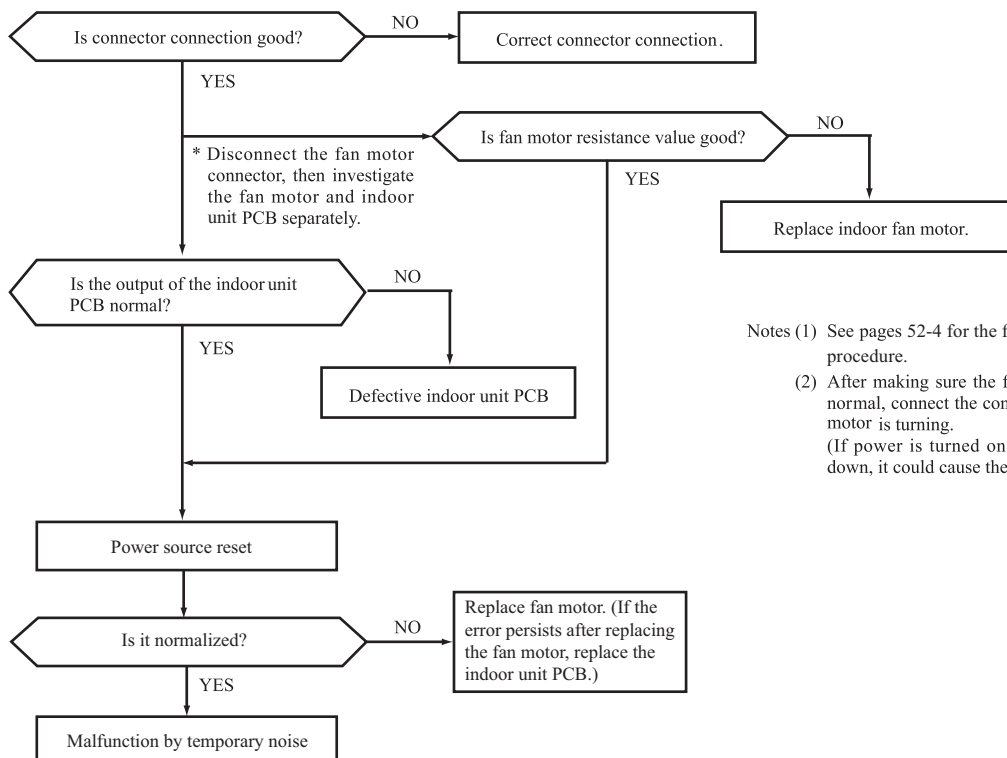 Is connector connection good?
NO
Correct connector connection.
YES
* Disconnect the fan motor
connector, then investigate
the fan motor and indoor
unit PCB separately.
Is fan motor resistance value good?
NO
YES
Replace indoor fan motor.
Is the output of the indoor unit
PCB normal?
NO
YES
Defective indoor unit PCB
Notes (1) See pages 52-4 for the
procedure.
(2) After making sure the
normal, connect the
motor is turning.
(If power is turned on
down, it could cause the
Power source reset
Is it normalized?
NO
Replace fan motor. (If the
error persists after replacing
the fan motor, replace the
indoor unit PCB.)
YES
Malfunction by temporary noise